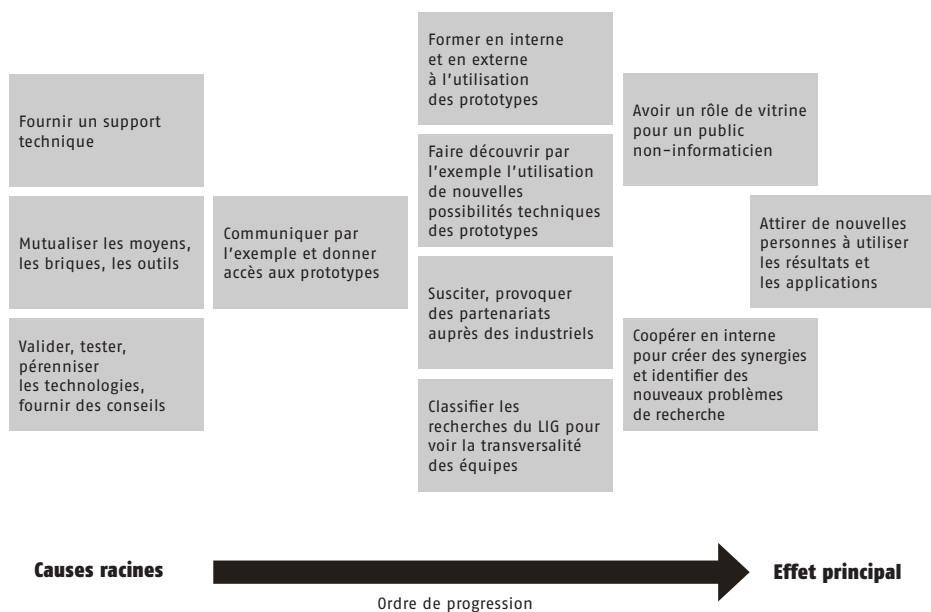 Fournir un support
technique
Mutualiser les moyens,
les briques, les outils
Valider, tester,
pérenniser
les technologies,
fournir des conseils
Communiquer par
l'exemple et donner
accès aux prototypes
Former en interne
et en externe
à l'utilisation
des prototypes
Faire découvrir par
l'exemple l'utilisation
de nouvelles
possibilités techniques
des prototypes
Susciter, provoquer
des partenariats
auprès des industriels
Classifier les
recherches du LIG pour
voir la transversalité
des équipes
Avoir un rôle de vitrine
pour un public
non-informaticien
Coopérer en interne
pour créer des synergies
et identifier des
nouveaux problèmes
de recherche
Attirer de nouvelles
personnes à utiliser
les résultats et
les applications
Causes racines
Effet principal
Ordre de progression